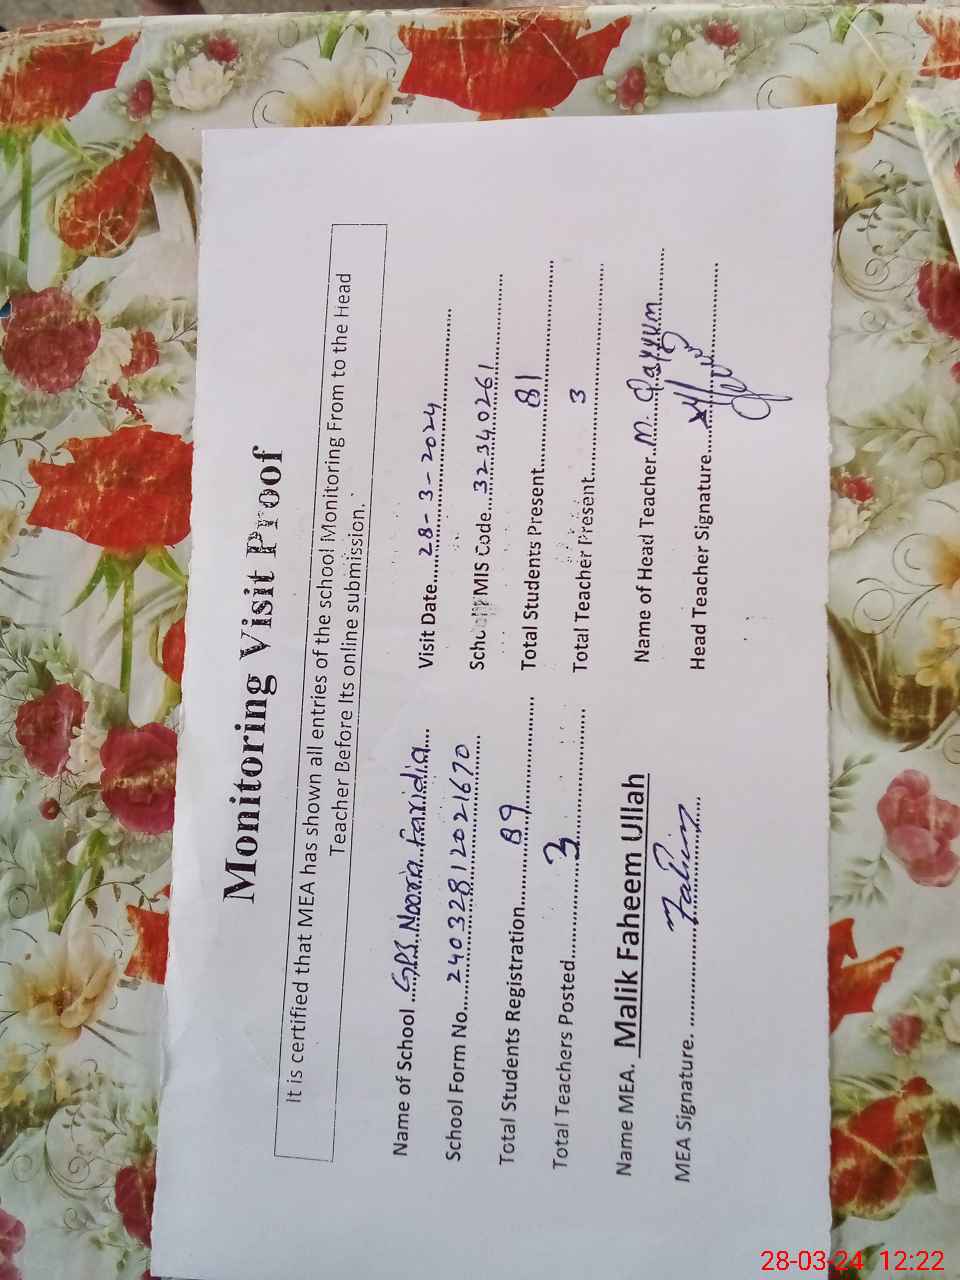 Monitoring Visit Proof
It is certified that MEA has shown all entries of the school Monitoring From to the Head
Teacher Before Its online submission.
Name of School ...GPS Nooria Faridia... Visit Date...28-3-2024...
School Form No...24032812021670... School MIS Code...32340261...
Total Students Registration...89... Total Students Present...81...
Total Teachers Posted...3... Total Teacher Present...3...
Name MEA. Malik Faheem Ullah Name of Head Teacher..M. Qayyum...
MEA Signature. ...Fahim... Head Teacher Signature...
28-03-24 12:22